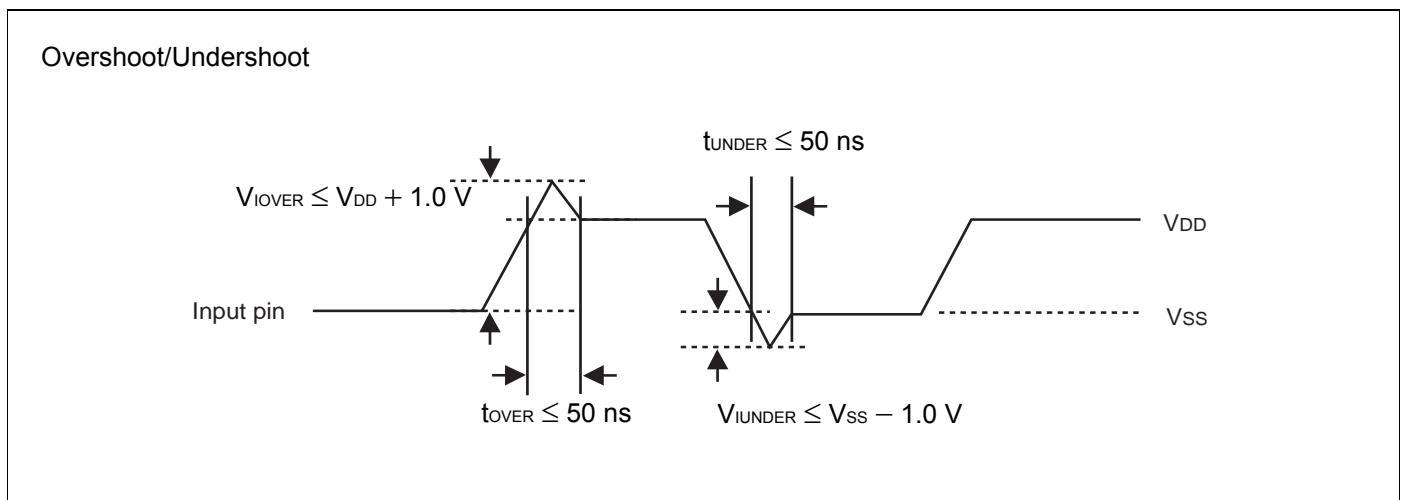 Overshoot/Undershoot
tUNDER ≤ 50 ns
VIOVER ≤ VDD + 1.0 V
VDD
Input pin
VSS
tOVER ≤ 50 ns
VIUNDER ≤ VSS − 1.0 V